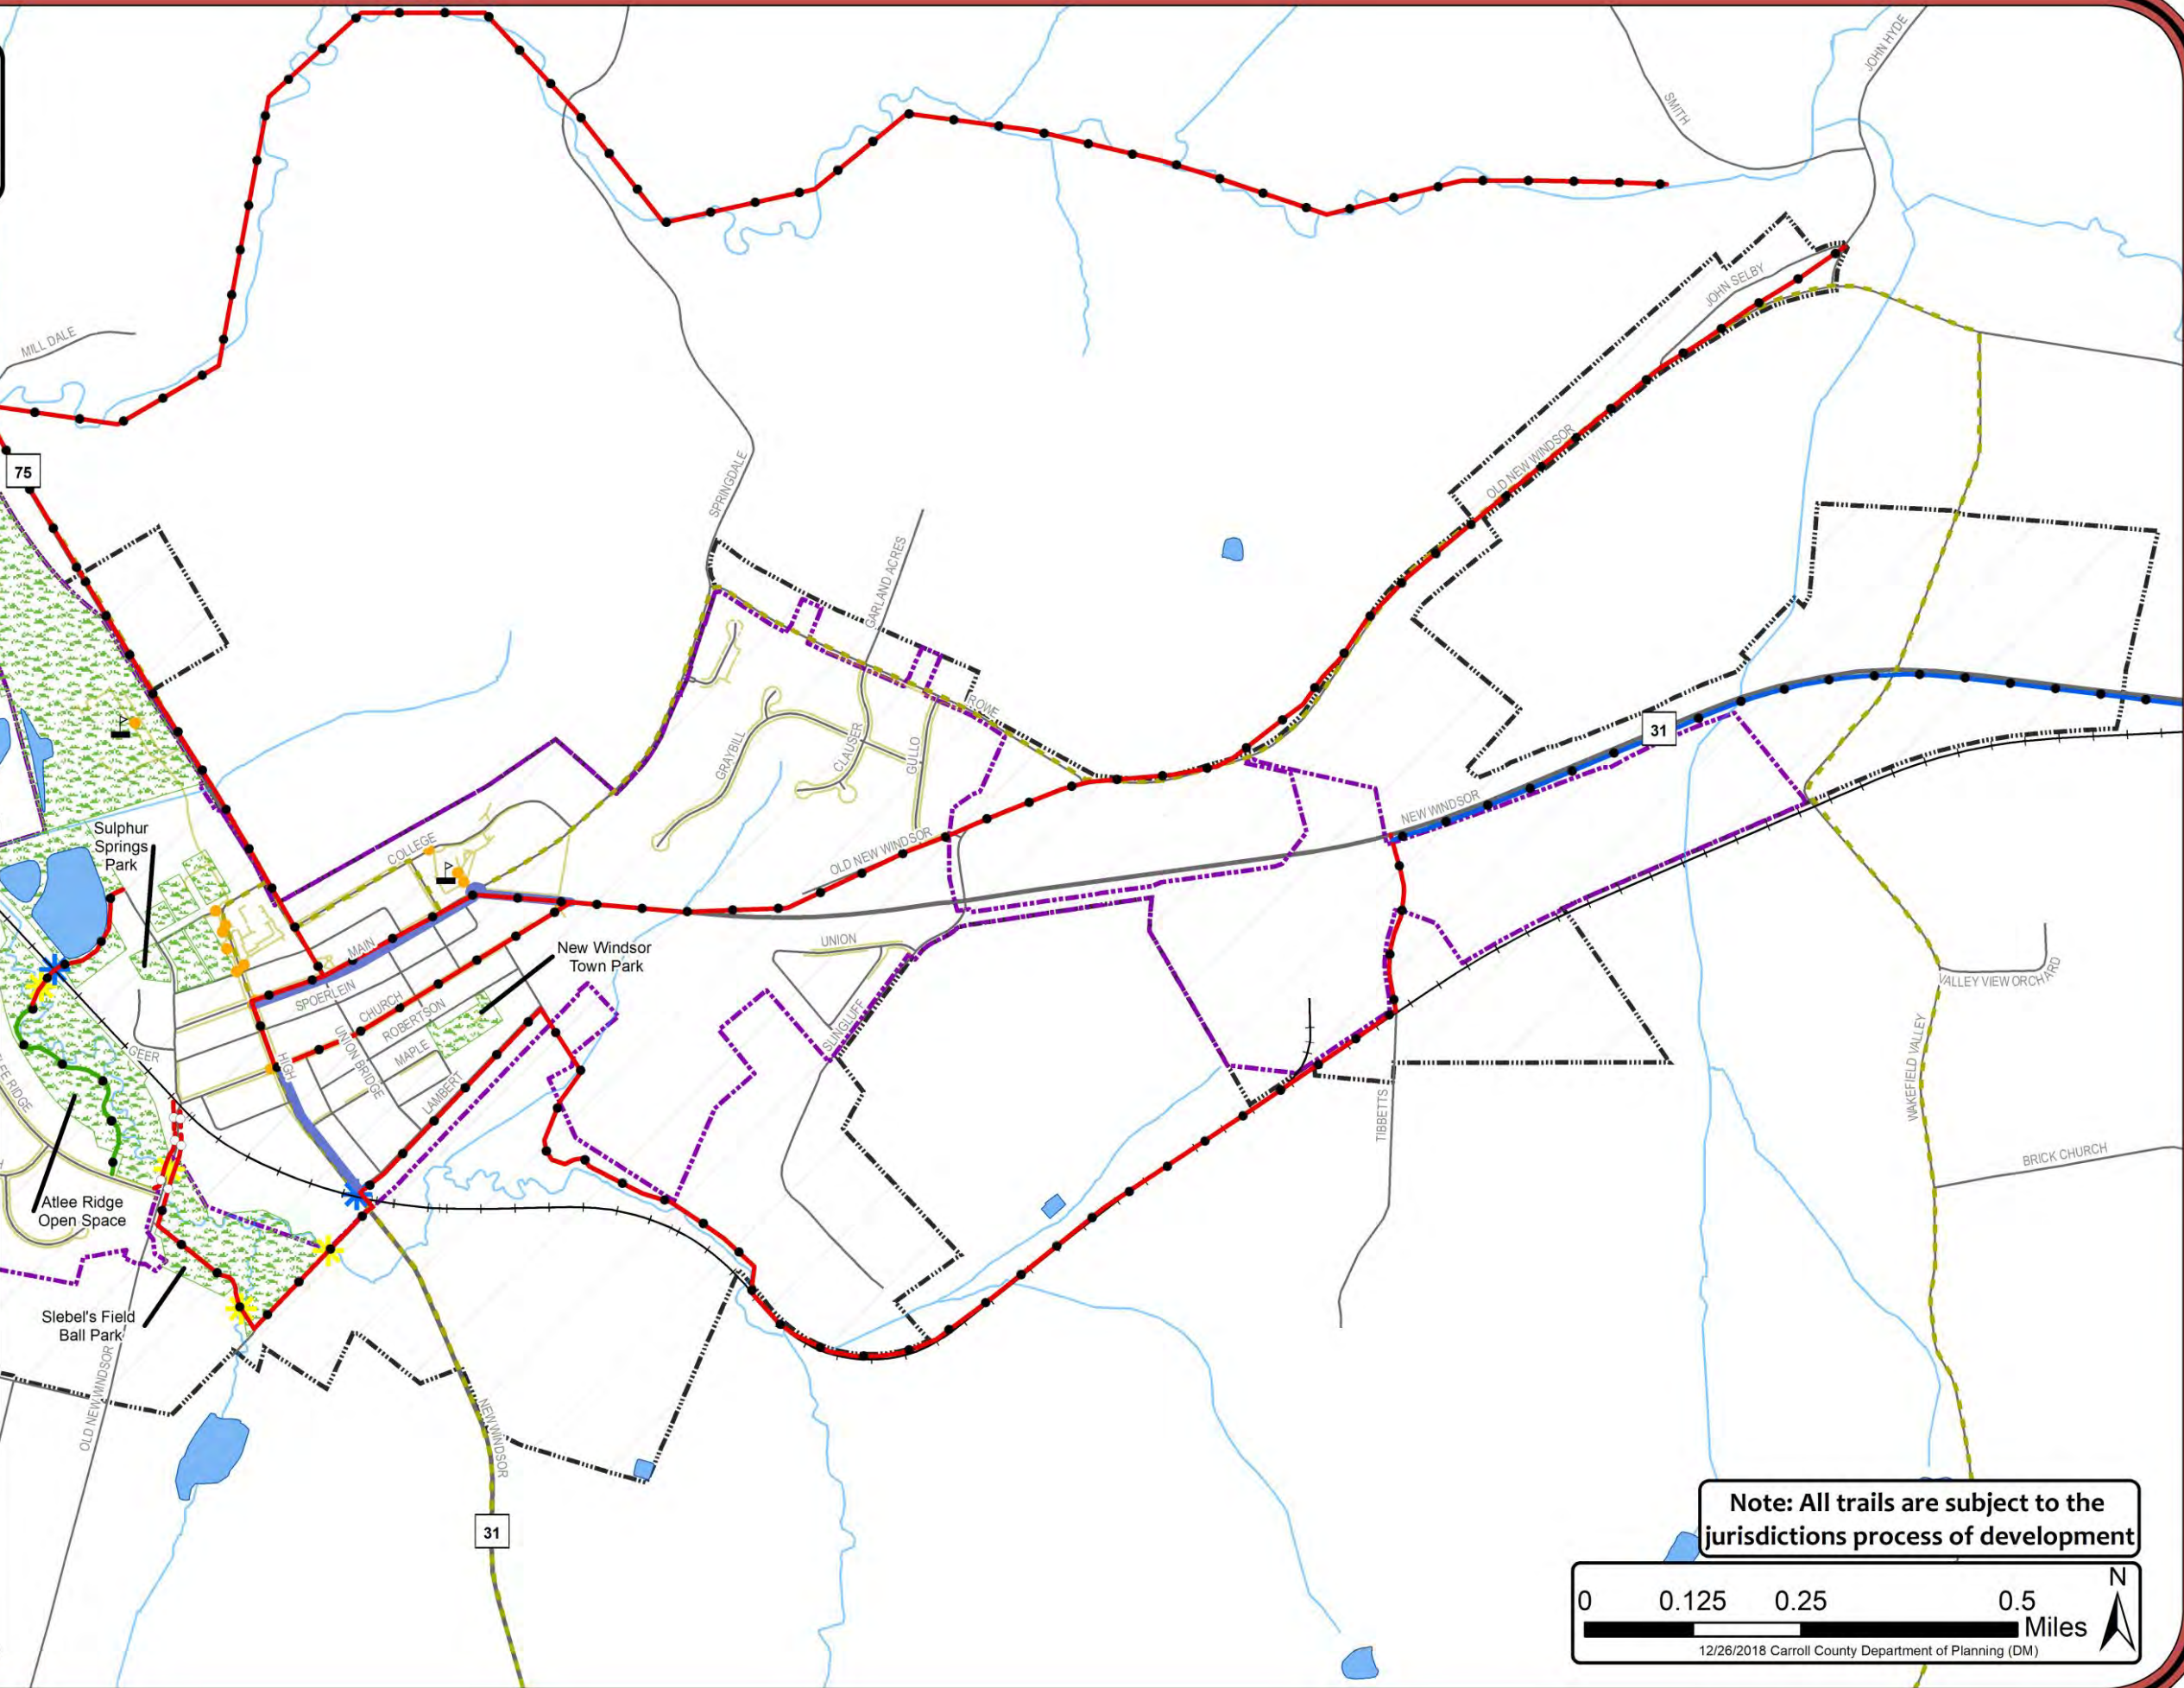 JOHN HYDE
SMITH
MILL DALE
JOHN SELBY
75
SPRINGDALE
OLD NEW WINDSOR
GARLAND ACRES
ROWE
31
GRAYBILL
CLAUSER
GULLO
NEW WINDSOR
Sulphur
Springs
Park
COLLEGE
OLD NEW WINDSOR
MAIN
UNION
New Windsor
Town Park
VALLEY VIEW ORCHARD
SPOERLEIN
CHURCH
ROBERTSON
SLINGLUFF
GEER
HIGH
UNION BRIDGE
MAPLE
LAMBERT
TIBBETTS
WAKEFIELD VALLEY
RIDGE
BRICK CHURCH
Atlee Ridge
Open Space
Slebel's Field
Ball Park
OLD NEW WINDSOR
NEW WINDSOR
31
Note: All trails are subject to the
jurisdictions process of development
N
0 0.125 0.25 0.5
Miles
12/26/2018 Carroll County Department of Planning (DM)